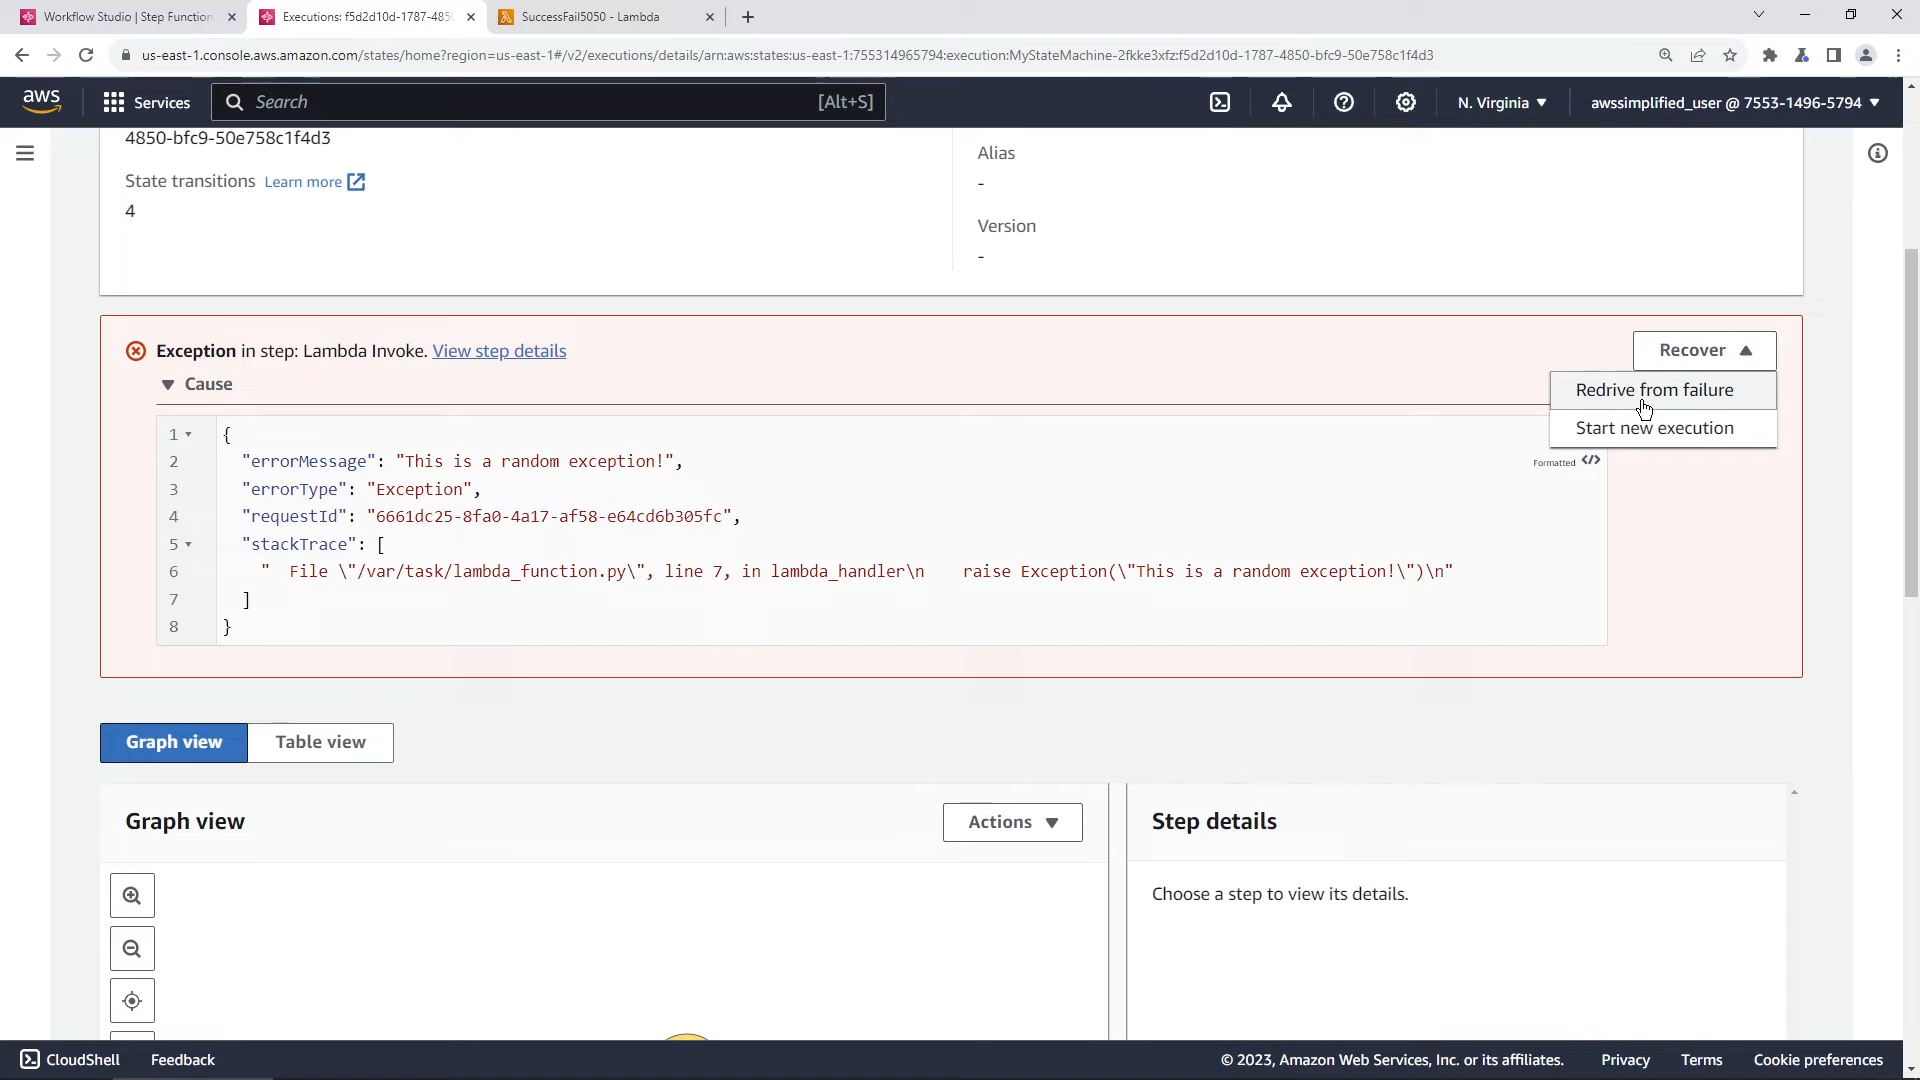 Workflow Studio | Step Function
Executions: f5d2d10d-1787-485
SuccessFail5050 - Lambda
us-east-1.console.aws.amazon.com/states/home?region=us-east-1#/v2/executions/details/arn:aws:states:us-east-1:755314965794:execution:MyStateMachine-2fkke3xfz:f5d2d10d-1787-4850-bfc9-50e758c1f4d3
aws
Services
Search
[Alt+S]
N. Virginia
awssimplified_user @ 7553-1496-5794
4850-bfc9-50e758c1f4d3
State transitions Learn more
4
Alias
-
Version
-
Exception in step: Lambda Invoke. View step details
Recover
Cause
Redrive from failure
Start new execution
Formatted </>
1 {
2 "errorMessage": "This is a random exception!",
3 "errorType": "Exception",
4 "requestId": "6661dc25-8fa0-4a17-af58-e64cd6b305fc",
5 "stackTrace": [
6 " File \"/var/task/lambda_function.py\", line 7, in lambda_handler\n    raise Exception(\"This is a random exception!\")\n"
7 ]
8 }
Graph view
Table view
Graph view
Actions
Step details
Choose a step to view its details.
CloudShell
Feedback
© 2023, Amazon Web Services, Inc. or its affiliates.
Privacy
Terms
Cookie preferences